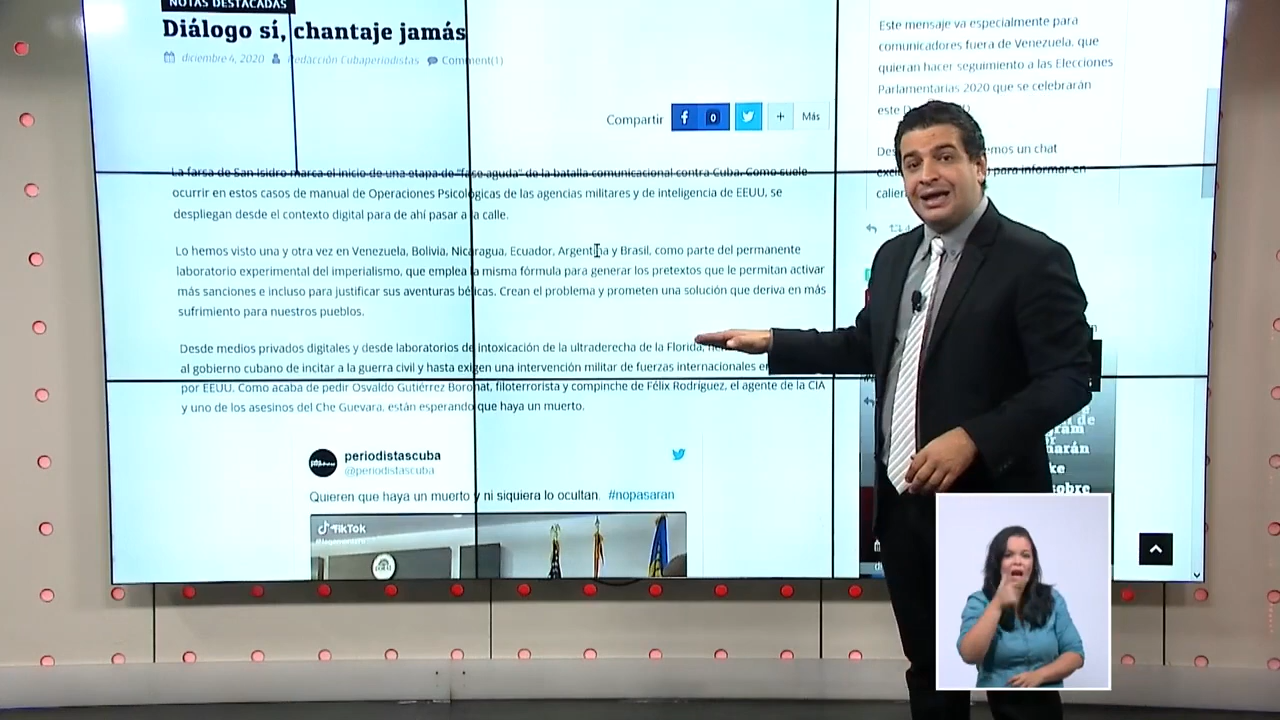 NOTAS DESTACADAS
Diálogo sí, chantaje jamás
diciembre 4, 2020 Redacción Cubaperiodistas Comment(1)
Compartir 0 + Más
La farsa de San Isidro marca el inicio de una etapa de "fase aguda" de la batalla comunicacional contra Cuba. Como suele
ocurrir en estos casos de manual de Operaciones Psicológicas de las agencias militares y de inteligencia de EEUU, se
despliegan desde el contexto digital para de ahí pasar a la calle.
Lo hemos visto una y otra vez en Venezuela, Bolivia, Nicaragua, Ecuador, Argentina y Brasil, como parte del permanente
laboratorio experimental del imperialismo, que emplea la misma fórmula para generar los pretextos que le permitan activar
más sanciones e incluso para justificar sus aventuras bélicas. Crean el problema y prometen una solución que deriva en más
sufrimiento para nuestros pueblos.
Desde medios privados digitales y desde laboratorios de intoxicación de la ultraderecha de la Florida,
al gobierno cubano de incitar a la guerra civil y hasta exigen una intervención militar de fuerzas internacionales
por EEUU. Como acaba de pedir Osvaldo Gutiérrez Boronat, filoterrorista y compinche de Félix Rodríguez, el agente de la CIA
y uno de los asesinos del Che Guevara, están esperando que haya un muerto.
periodistascuba
@periodistascuba
Quieren que haya un muerto y ni siquiera lo ocultan. #nopasaran
TikTok
Este mensaje va especialmente para
comunicadores fuera de Venezuela, que
quieran hacer seguimiento a las Elecciones
Parlamentarias 2020 que se celebrarán
este
un chat
para informar en
de
sobre